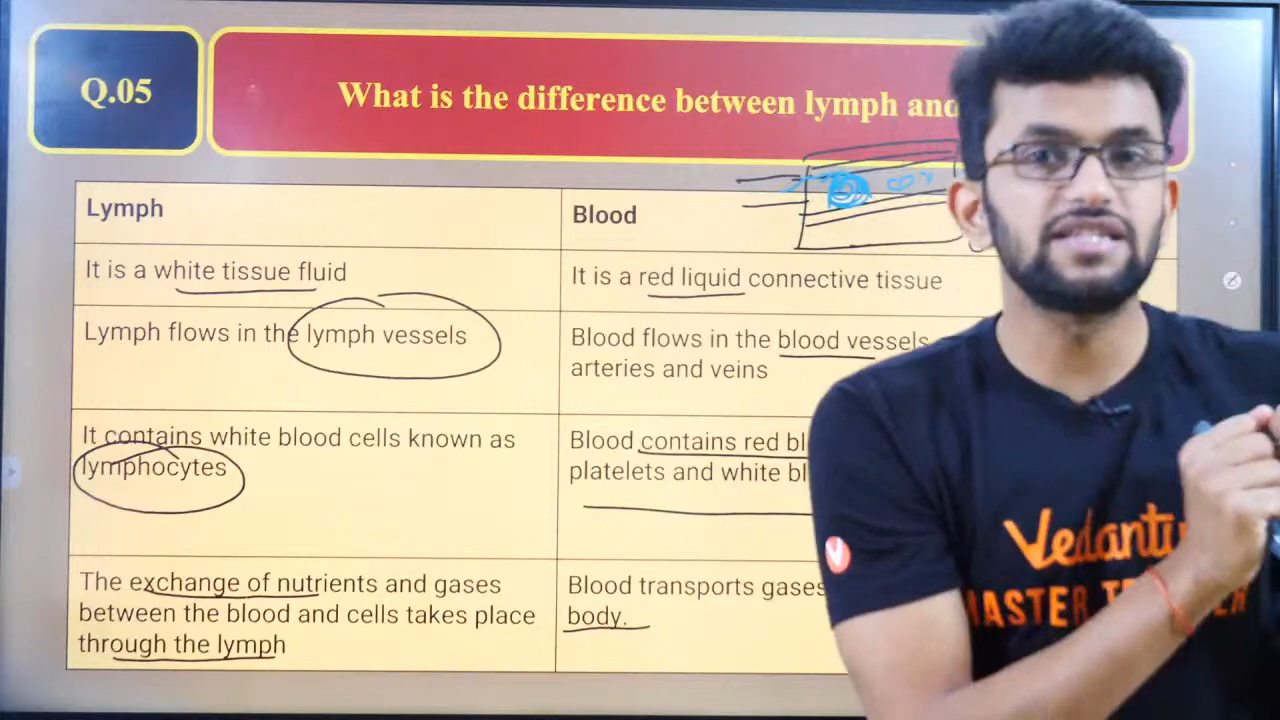 Q.05
What is the difference between lymph and
Lymph
Blood
It is a white tissue fluid
It is a red liquid connective tissue
Lymph flows in the lymph vessels
Blood flows in the blood vessels
arteries and veins
It contains white blood cells known as
lymphocytes
Blood contains red bl
platelets and white bl
The exchange of nutrients and gases
between the blood and cells takes place
through the lymph
Blood transports gases
body.
Vedantu
MASTER